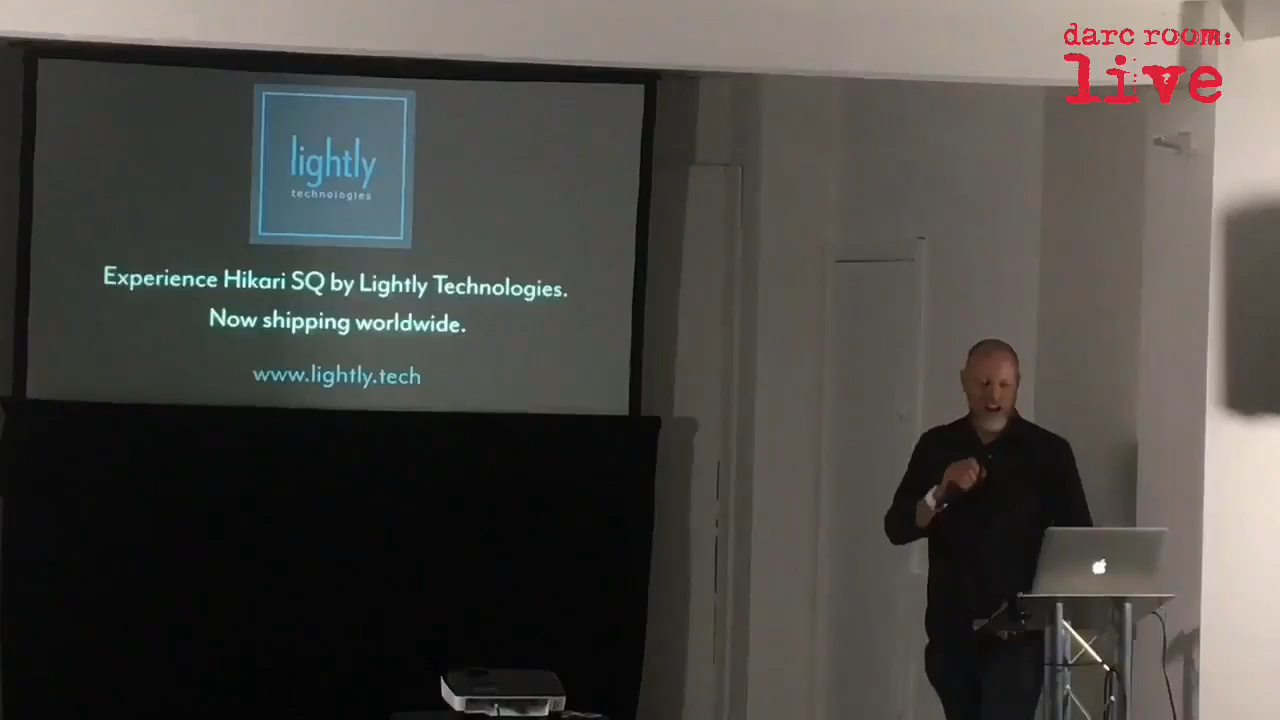 darc room:
live
lightly
technologies
Experience Hikari SQ by Lightly Technologies.
Now shipping worldwide.
www.lightly.tech